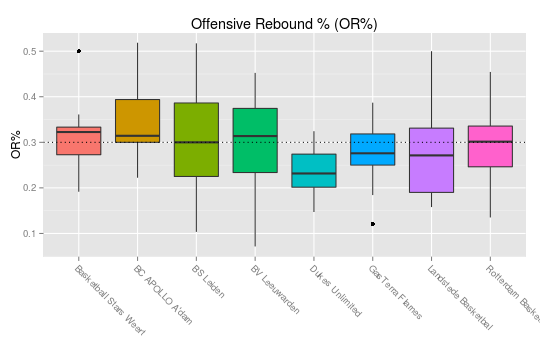 Offensive Rebound % (OR%)
OR%
0.5
0.4
0.3
0.2
0.1
Basketball Stars Weert
BC APOLLO A'dam
BS Leiden
BV Leeuwarden
Dukes Unlimited
GasTerra Flames
Landstede Basketbal
Rotterdam Baske